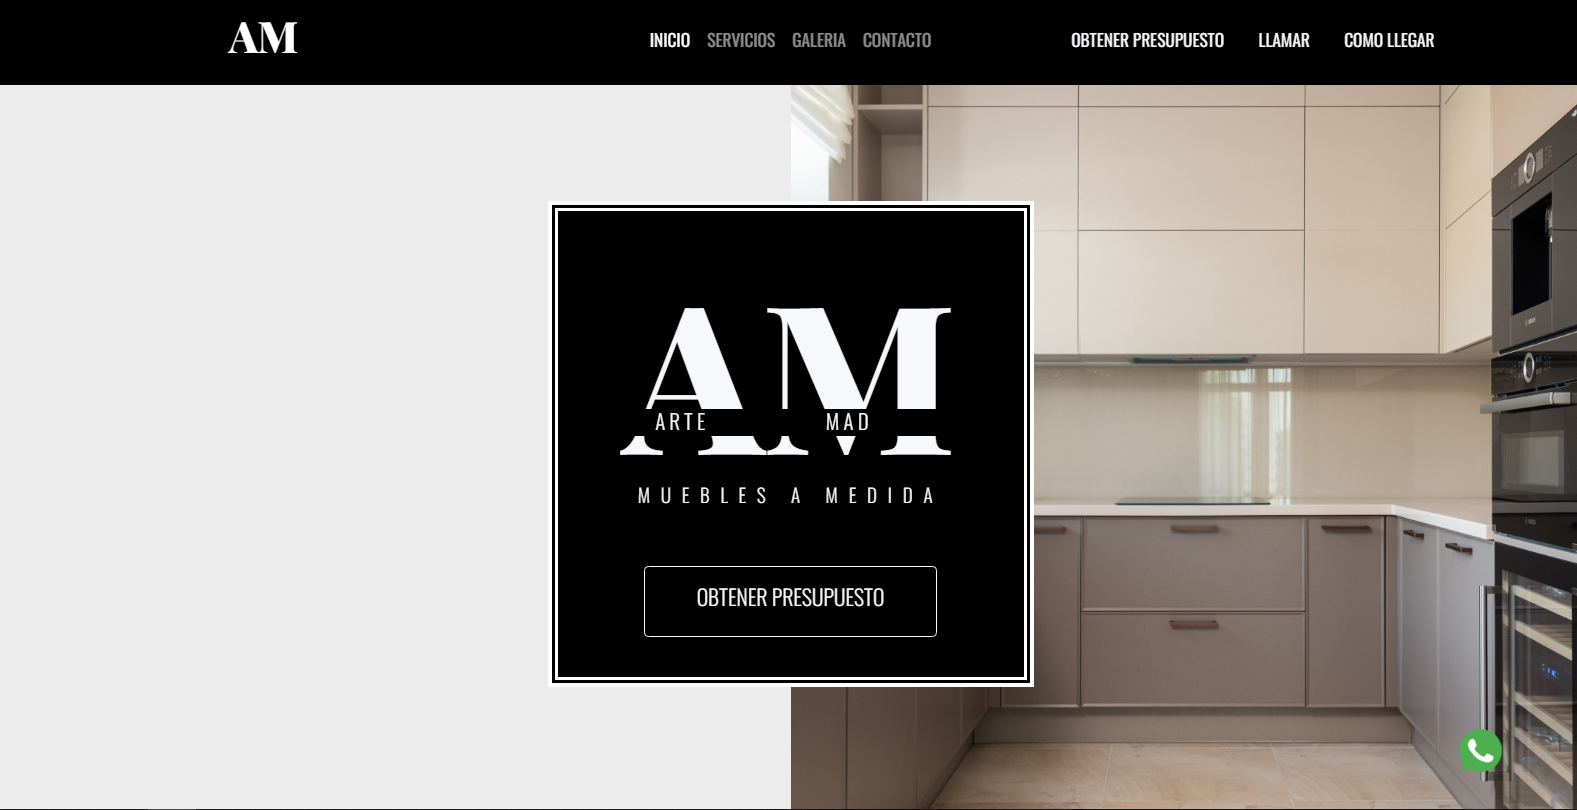 AM
INICIO SERVICIOS GALERIA CONTACTO
OBTENER PRESUPUESTO LLAMAR COMO LLEGAR
AM
ARTE MAD
MUEBLES A MEDIDA
OBTENER PRESUPUESTO